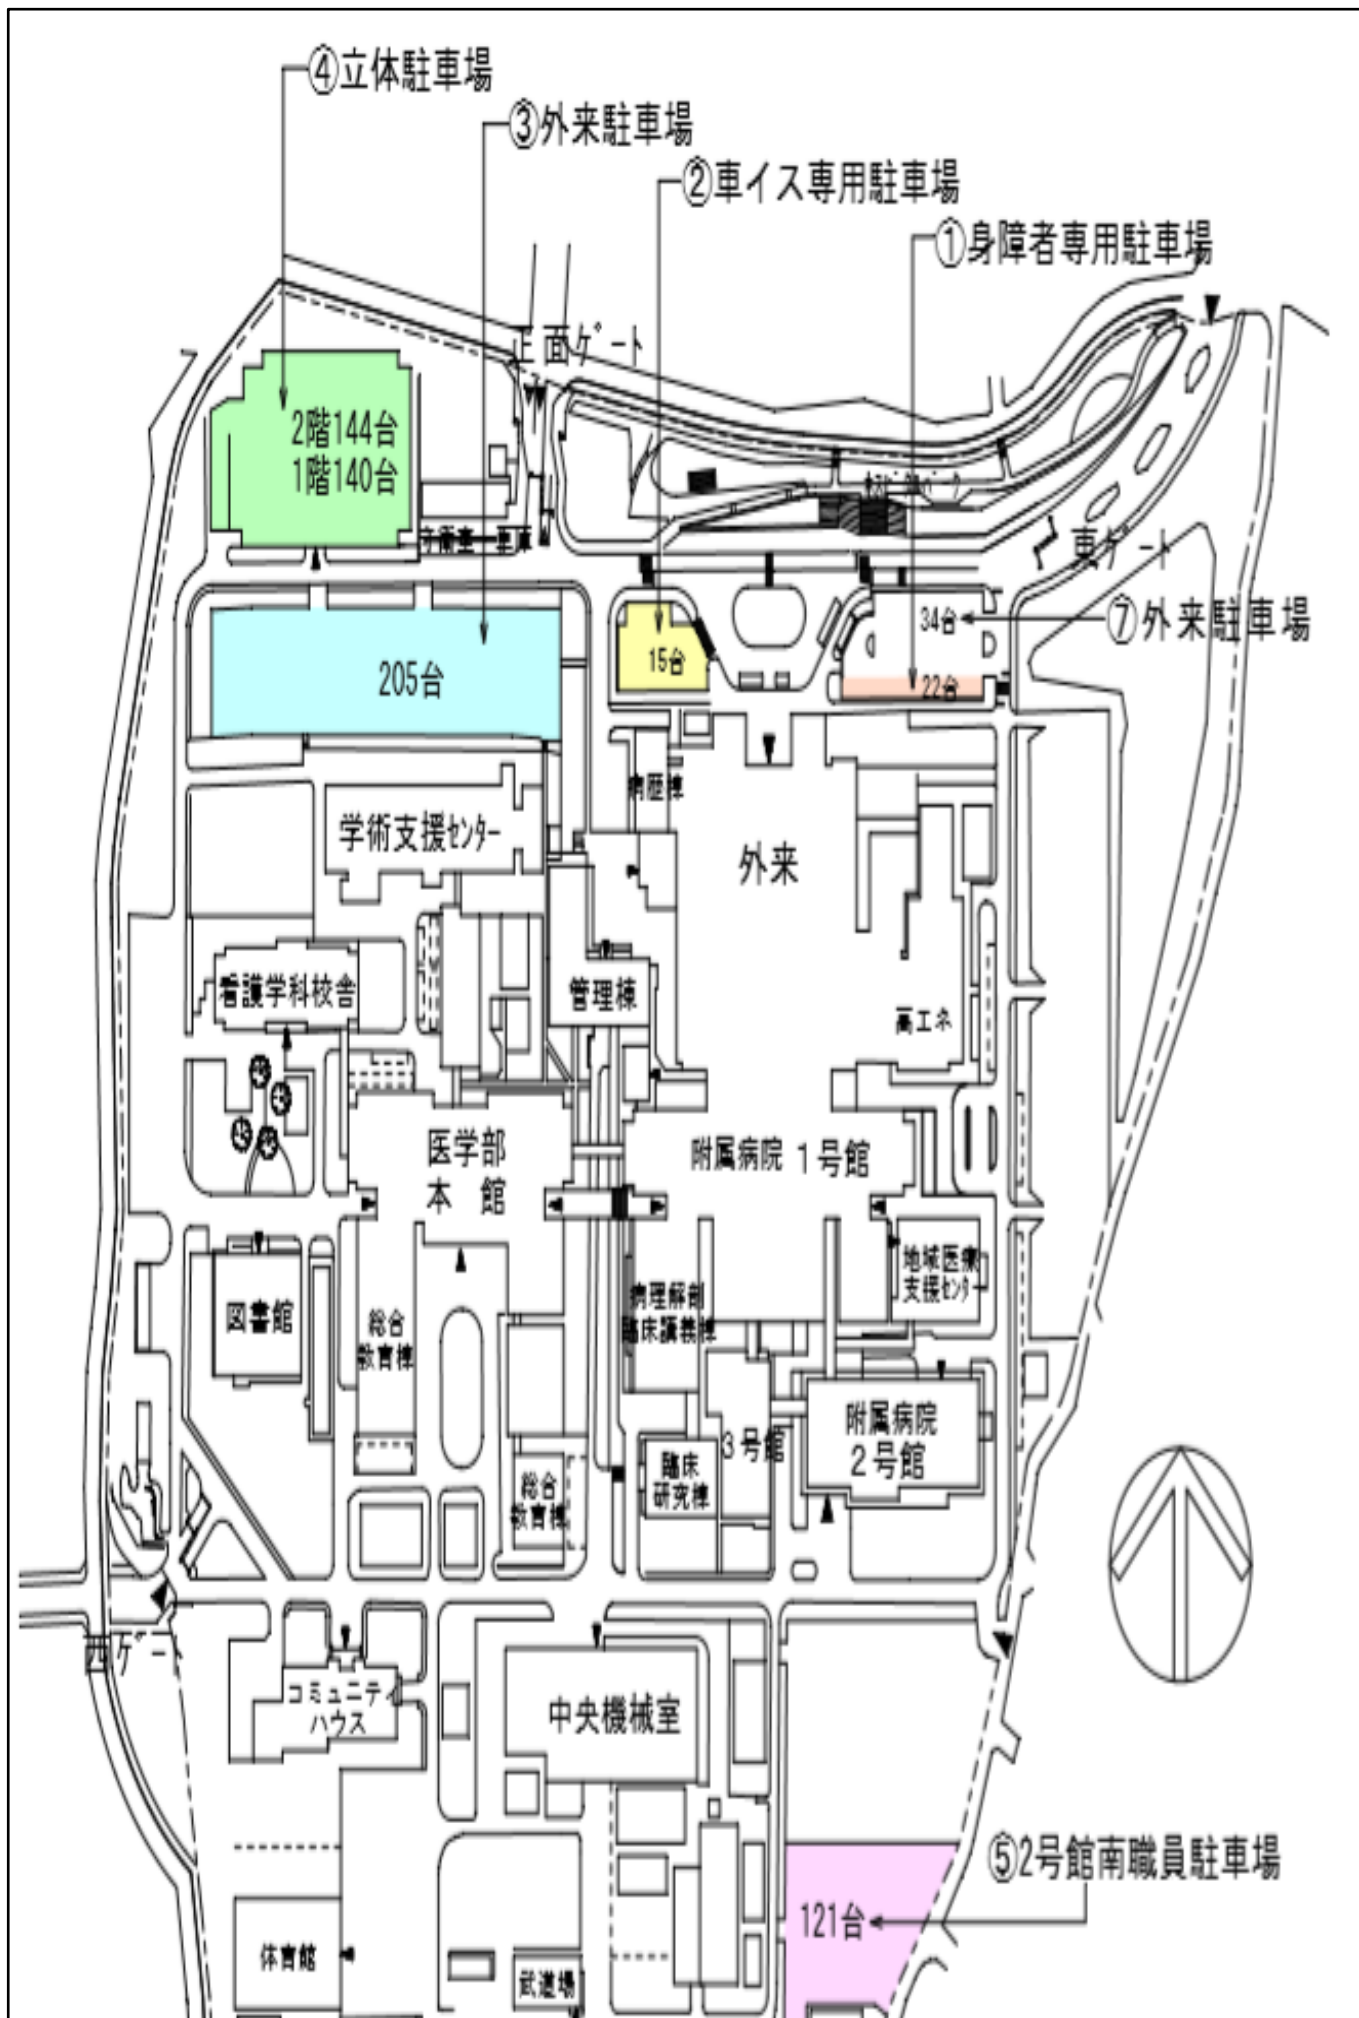 ④立体駐車場
③外来駐車場
②車イス専用駐車場
①身障者専用駐車場
正面ゲート
2階144台
1階140台
守衛室 車庫
東ゲート
34台
⑦外来駐車場
15台
22台
205台
病歴棟
学術支援センター
外来
看護学科校舎
管理棟
高エネ
医学部
本館
附属病院 1号館
地域医療
支援センター
病理解剖
臨床講義棟
図書館
総合
教育棟
附属病院
2号館
3号館
臨床
研究棟
総合
教育棟
西ゲート
コミュニティ
ハウス
中央機械室
⑤2号館南職員駐車場
121台
体育館
武道場